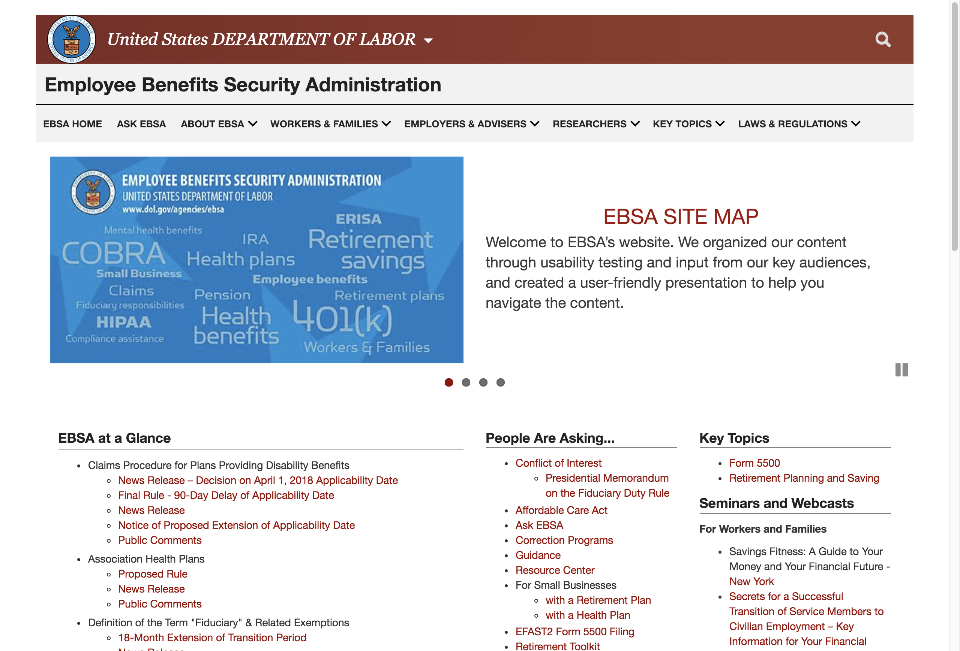 United States DEPARTMENT OF LABOR
Employee Benefits Security Administration
EBSA HOME ASK EBSA ABOUT EBSA WORKERS & FAMILIES EMPLOYERS & ADVISERS RESEARCHERS KEY TOPICS LAWS & REGULATIONS
EMPLOYEE BENEFITS SECURITY ADMINISTRATION
UNITED STATES DEPARTMENT OF LABOR
www.dol.gov/agencies/ebsa
Mental health benefits
ERISA
COBRA
IRA
Retirement
savings
Health plans
Small Business
Employee benefits
Claims
Pension
Retirement plans
Fiduciary responsibilities
HIPAA
Health
benefits
401(k)
Compliance assistance
Workers & Families
EBSA SITE MAP
Welcome to EBSA's website. We organized our content
through usability testing and input from our key audiences,
and created a user-friendly presentation to help you
navigate the content.
EBSA at a Glance
Claims Procedure for Plans Providing Disability Benefits
News Release – Decision on April 1, 2018 Applicability Date
Final Rule - 90-Day Delay of Applicability Date
News Release
Notice of Proposed Extension of Applicability Date
Public Comments
Association Health Plans
Proposed Rule
News Release
Public Comments
Definition of the Term "Fiduciary" & Related Exemptions
18-Month Extension of Transition Period
News Release
People Are Asking...
Conflict of Interest
Presidential Memorandum
on the Fiduciary Duty Rule
Affordable Care Act
Ask EBSA
Correction Programs
Guidance
Resource Center
For Small Businesses
with a Retirement Plan
with a Health Plan
EFAST2 Form 5500 Filing
Retirement Toolkit
Key Topics
Form 5500
Retirement Planning and Saving
Seminars and Webcasts
For Workers and Families
Savings Fitness: A Guide to Your
Money and Your Financial Future -
New York
Secrets for a Successful
Transition of Service Members to
Civilian Employment – Key
Information for Your Financial